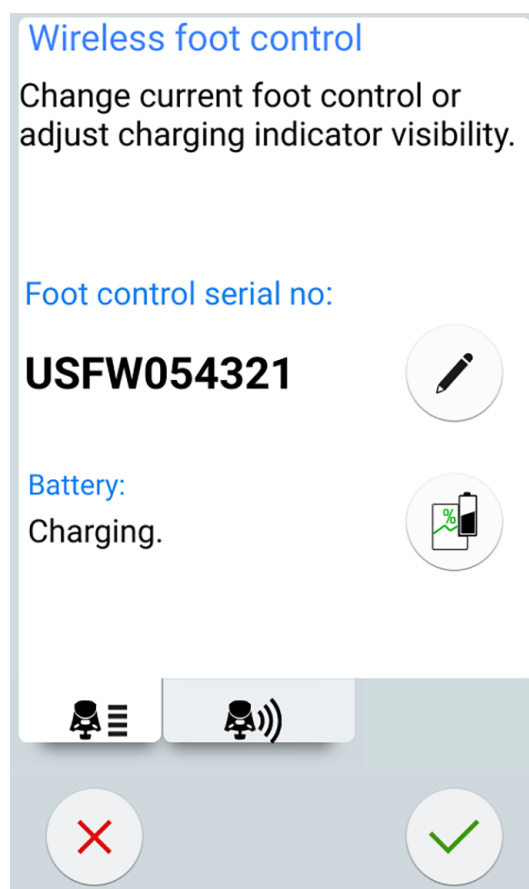 Wireless foot control
Change current foot control or
adjust charging indicator visibility.
Foot control serial no:
USFW054321
Battery:
Charging.
%